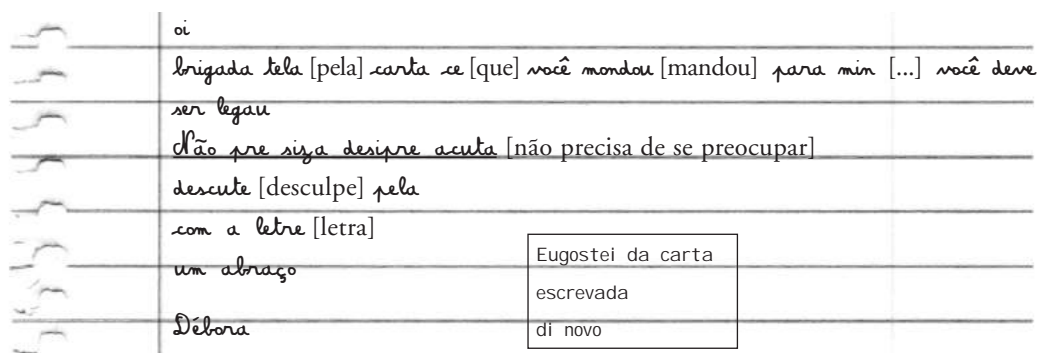 oi
brigada tela [pela] carta ce [que] você mondou [mandou] para min [...] você deve
ser legau
Não pre siza desipre acuta [não precisa de se preocupar]
descute [desculpe] pela
com a letre [letra]
um abraço
Débora
Eugostei da carta
escrevada
di novo